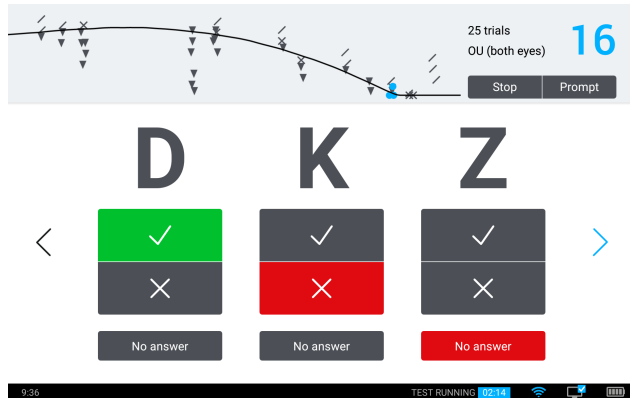 25 trials
OU (both eyes)
16
Stop
Prompt
D K Z
No answer
No answer
No answer
9:36
TEST RUNNING 02:14